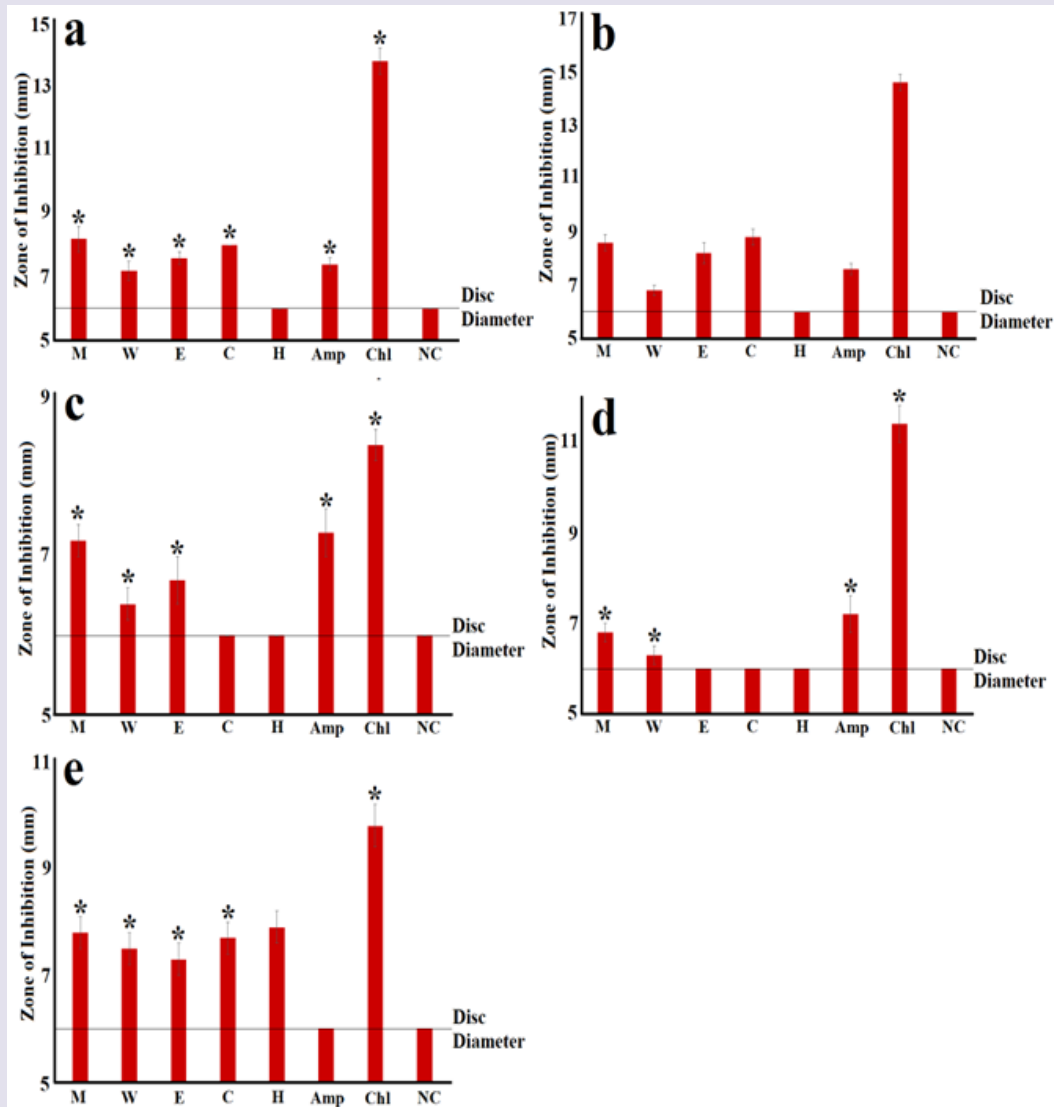 a
Zone of Inhibition (mm)
15
13
11
9
7
5
* * * * * *
Disc
Diameter
M W E C H Amp Chl NC
b
Zone of Inhibition (mm)
17
15
13
11
9
7
5
Disc
Diameter
M W E C H Amp Chl NC
c
Zone of Inhibition (mm)
9
7
5
* * * * *
Disc
Diameter
M W E C H Amp Chl NC
d
Zone of Inhibition (mm)
11
9
7
5
* * * *
Disc
Diameter
M W E C H Amp Chl NC
e
Zone of Inhibition (mm)
11
9
7
5
* * * * *
Disc
Diameter
M W E C H Amp Chl NC